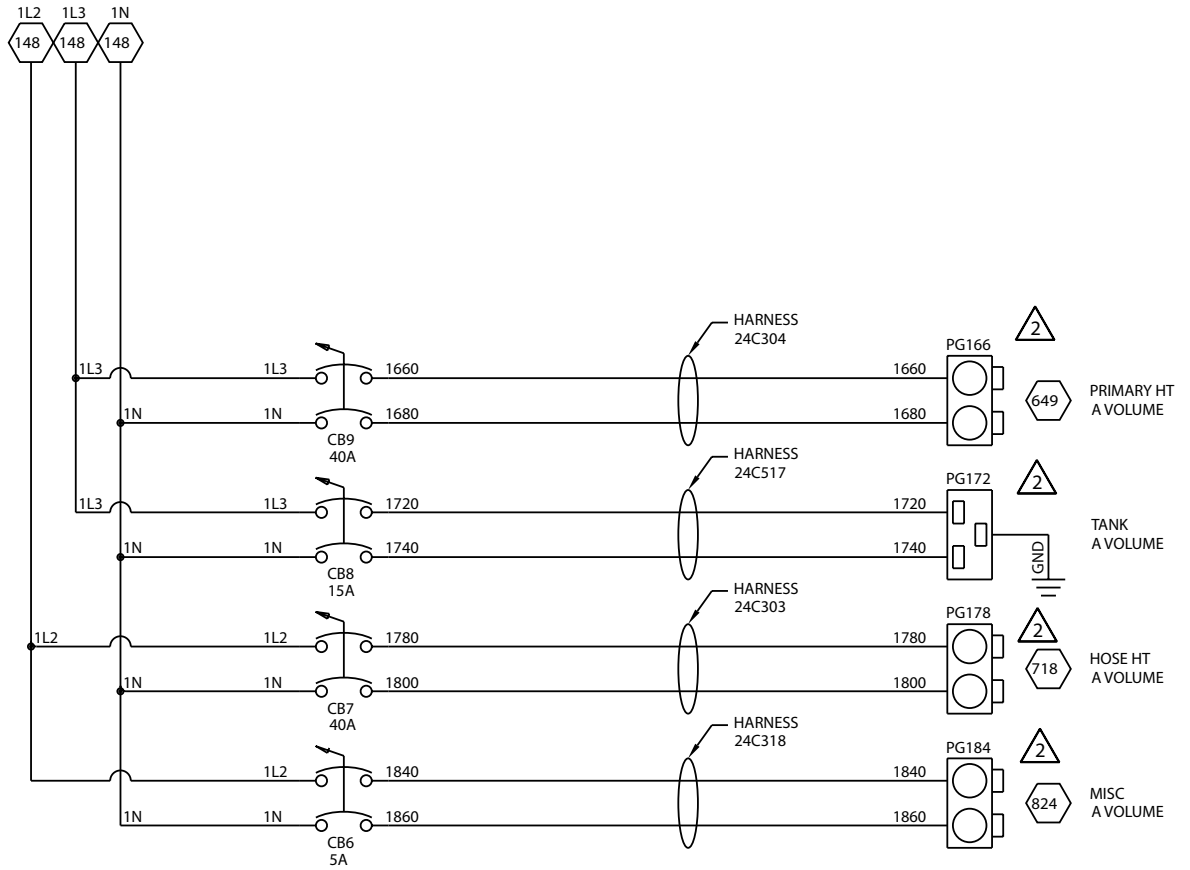 1L2 1L3 1N
148 148 148
HARNESS
24C304
2
PG166
1L3 1L3 1660 1660
649
PRIMARY HT
A VOLUME
1N 1N 1680 1680
CB9
40A
HARNESS
24C517
2
PG172
1L3 1L3 1720 1720
TANK
A VOLUME
1N 1N 1740 1740
GND
CB8
15A
HARNESS
24C303
2
PG178
1L2 1L2 1780 1780
718
HOSE HT
A VOLUME
1N 1N 1800 1800
CB7
40A
HARNESS
24C318
2
PG184
1L2 1840 1840
824
MISC
A VOLUME
1N 1N 1860 1860
CB6
5A